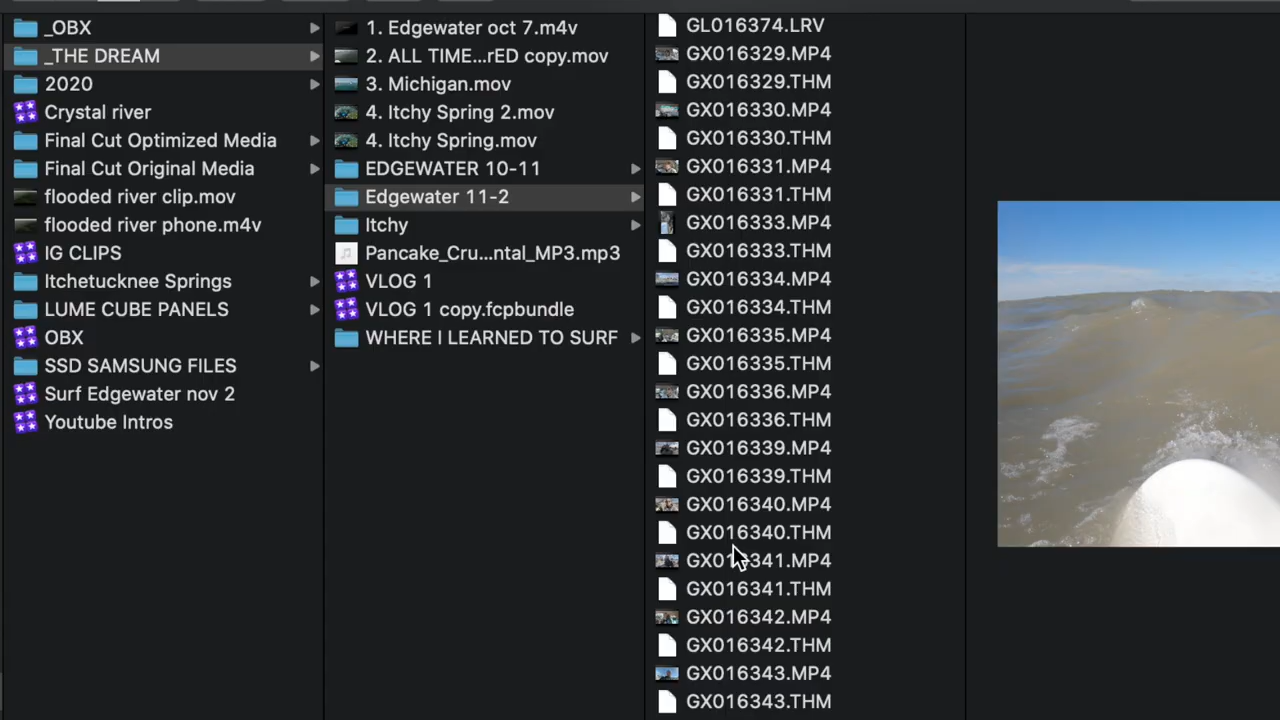 _OBX
_THE DREAM
2020
Crystal river
Final Cut Optimized Media
Final Cut Original Media
flooded river clip.mov
flooded river phone.m4v
IG CLIPS
Itchetucknee Springs
LUME CUBE PANELS
OBX
SSD SAMSUNG FILES
Surf Edgewater nov 2
Youtube Intros
1. Edgewater oct 7.m4v
2. ALL TIME...rED copy.mov
3. Michigan.mov
4. Itchy Spring 2.mov
4. Itchy Spring.mov
EDGEWATER 10-11
Edgewater 11-2
Itchy
Pancake_Cru...ntal_MP3.mp3
VLOG 1
VLOG 1 copy.fcpbundle
WHERE I LEARNED TO SURF
GL016374.LRV
GX016329.MP4
GX016329.THM
GX016330.MP4
GX016330.THM
GX016331.MP4
GX016331.THM
GX016333.MP4
GX016333.THM
GX016334.MP4
GX016334.THM
GX016335.MP4
GX016335.THM
GX016336.MP4
GX016336.THM
GX016339.MP4
GX016339.THM
GX016340.MP4
GX016340.THM
GX016341.MP4
GX016341.THM
GX016342.MP4
GX016342.THM
GX016343.MP4
GX016343.THM